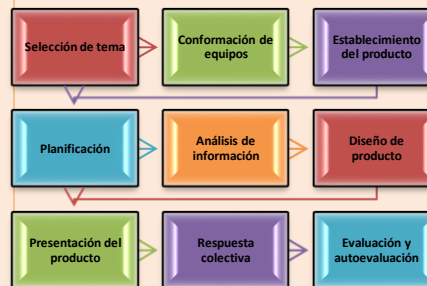 Selección de tema
Conformación de
equipos
Establecimiento
del producto
Planificación
Análisis de
información
Diseño de
producto
Presentación del
producto
Respuesta
colectiva
Evaluación y
autoevaluación